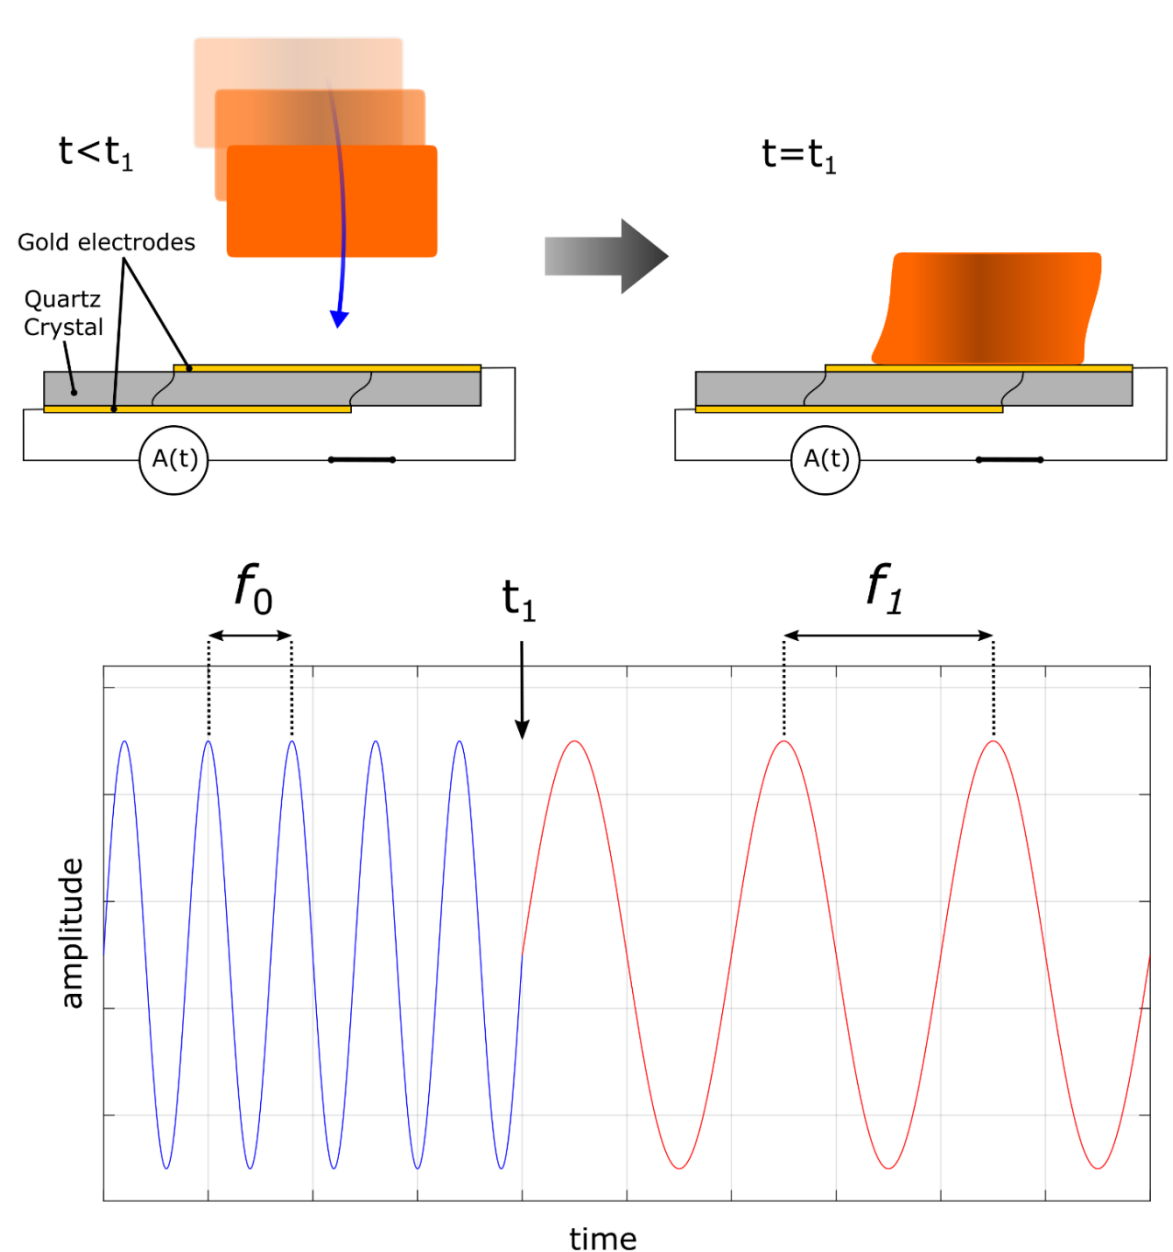 t<t₁
t=t₁
Gold electrodes
Quartz
Crystal
A(t)
A(t)
f₀
t₁
f₁
amplitude
time